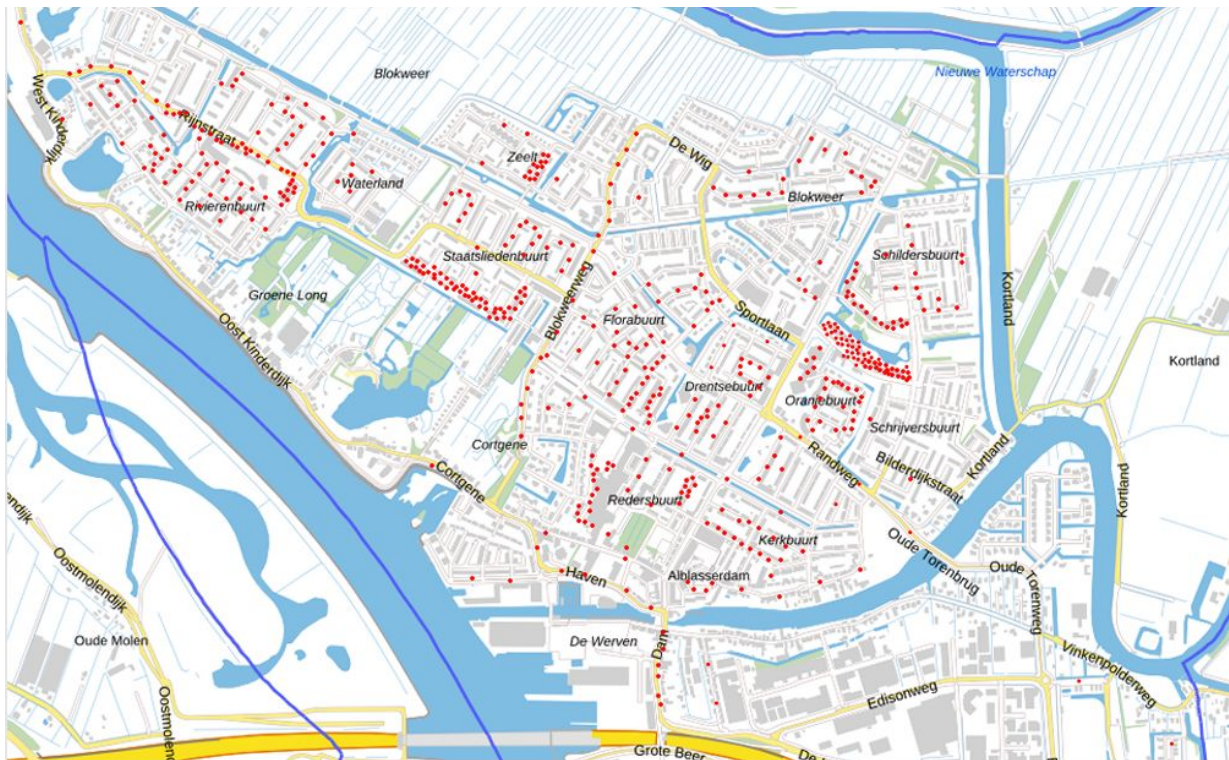 Blokweer
Nieuwe Waterschap
West Kinderdijk
Rijnstraat
De Wig
Zeelt
Waterland
Blokweer
Rivierenbuurt
Staatsliedenbuurt
Schildersbuurt
Kortland
Groene Long
Blokweerweg
Florabuurt
Sportlaan
Oost Kinderdijk
Kortland
Drentsebuurt
Oranjebuurt
Schrijversbuurt
Cortgene
Cortgene
Randweg
Bilderdijkstraat
Kortland
Kortland
Redersbuurt
Kerkbuurt
Oude Torenbrug
Oude Torenweg
Haven
Alblasserdam
Oostmolendijk
Oude Molen
De Werven
Dam
Vinkenpolderweg
Edisonweg
Grote Beer